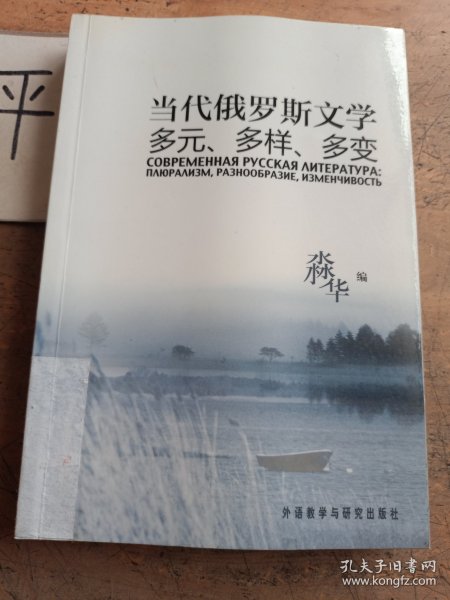 平
当代俄罗斯文学
多元、多样、多变
СОВРЕМЕННАЯ РУССКАЯ ЛИТЕРАТУРА:
ПЛЮРАЛИЗМ, РАЗНООБРАЗИЕ, ИЗМЕНЧИВОСТЬ
淼华 编
外语教学与研究出版社
孔夫子旧书网
www.kongfz.com